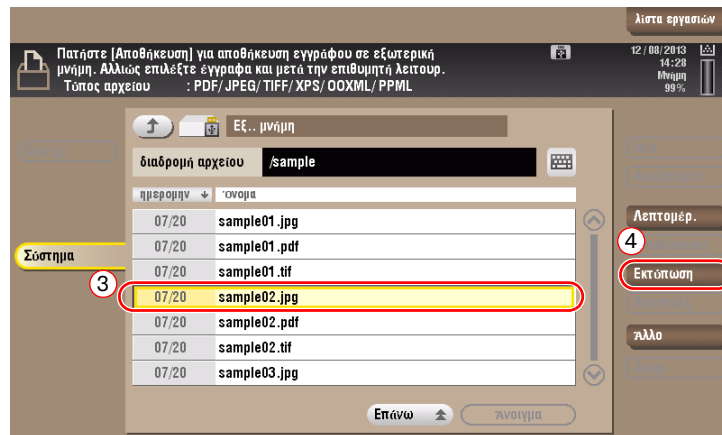 λίστα εργασιών
Πατήστε [Αποθήκευση] για αποθήκευση εγγράφου σε εξωτερική
μνήμη. Αλλιώς επιλέξτε έγγραφα και μετά την επιθυμητή λειτουρ.
Τύπος αρχείου : PDF/JPEG/TIFF/XPS/OOXML/PPML
12/08/2013
14:28
Μνήμη
99%
Εξ.. μνήμη
διαδρομή αρχείου /sample
ημερομην Όνομα
07/20 sample01.jpg
07/20 sample01.pdf
07/20 sample01.tif
07/20 sample02.jpg
07/20 sample02.pdf
07/20 sample02.tif
07/20 sample03.jpg
Σύστημα
3
Λεπτομέρ.
4
Εκτύπωση
Άλλο
Επάνω
Άνοιγμα